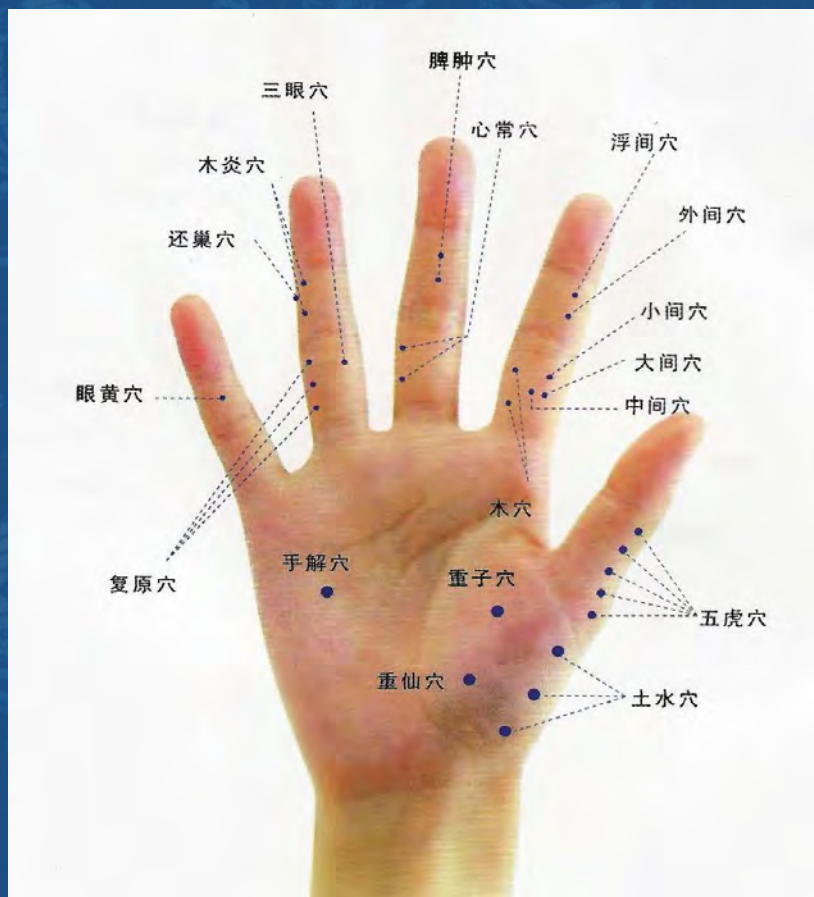 脾肿穴
三眼穴
心常穴
浮间穴
木炎穴
外间穴
还巢穴
小间穴
大间穴
眼黄穴
中间穴
木穴
手解穴
重子穴
复原穴
五虎穴
重仙穴
土水穴